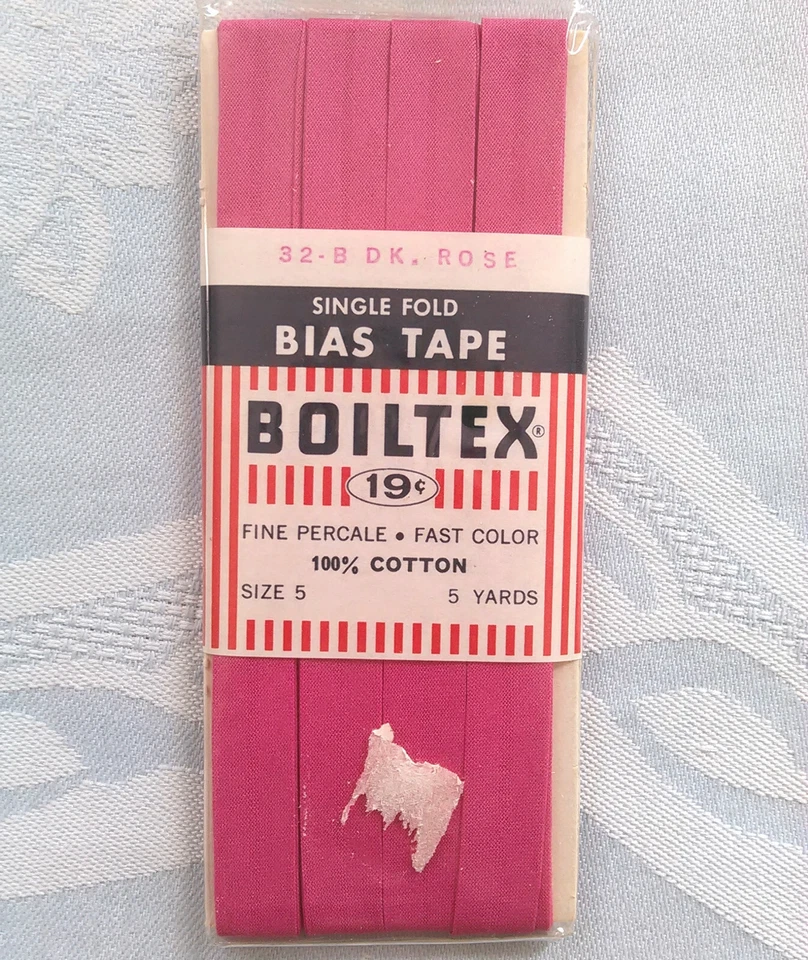 32-B DK. ROSE
SINGLE FOLD
BIAS TAPE
BOILTEX®
19¢
FINE PERCALE • FAST COLOR
100% COTTON
SIZE 5 5 YARDS